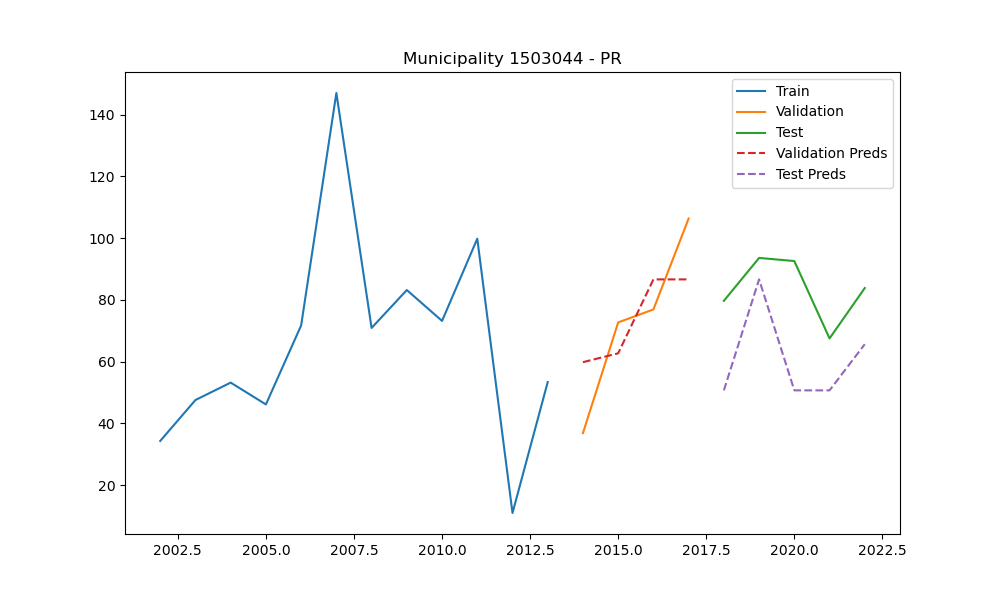 Municipality 1503044 - PR
Train
Validation
Test
Validation Preds
Test Preds
140
120
100
80
60
40
20
2002.5 2005.0 2007.5 2010.0 2012.5 2015.0 2017.5 2020.0 2022.5